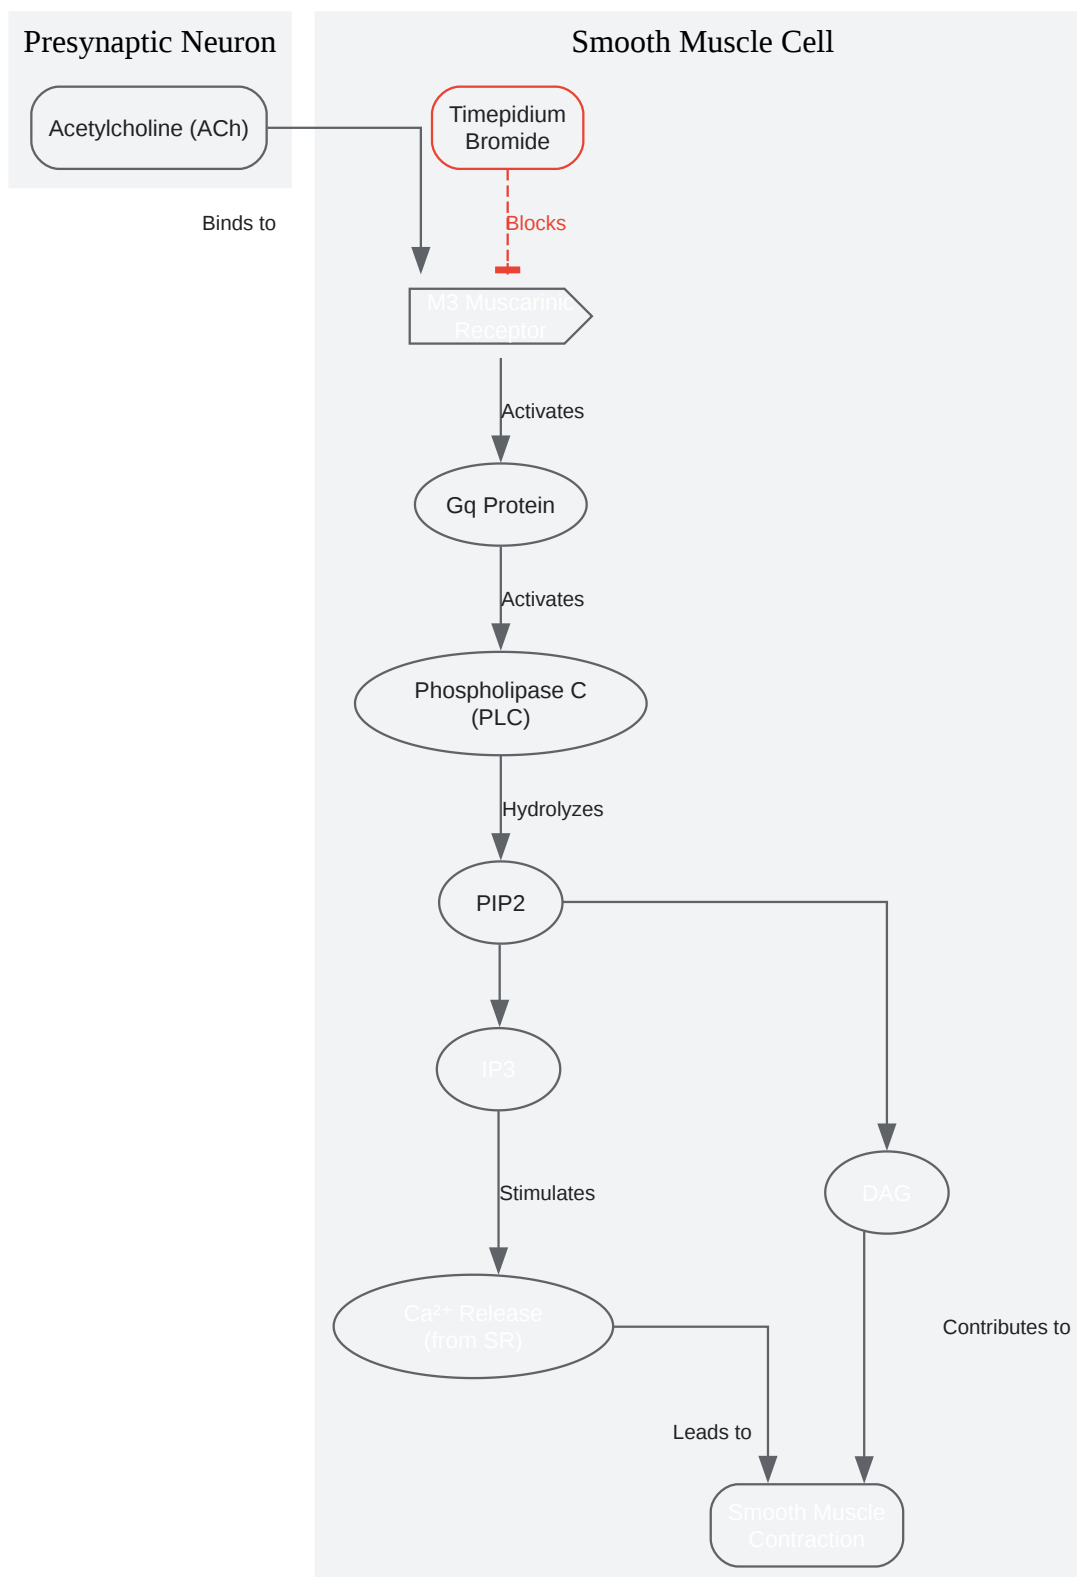 Presynaptic Neuron
Smooth Muscle Cell
Acetylcholine (ACh)
Timepidium
Bromide
Binds to
Blocks
M3 Muscarinic
Receptor
Activates
Gq Protein
Activates
Phospholipase C
(PLC)
Hydrolyzes
PIP2
IP3
Stimulates
DAG
Ca²⁺ Release
(from SR)
Contributes to
Leads to
Smooth Muscle
Contraction